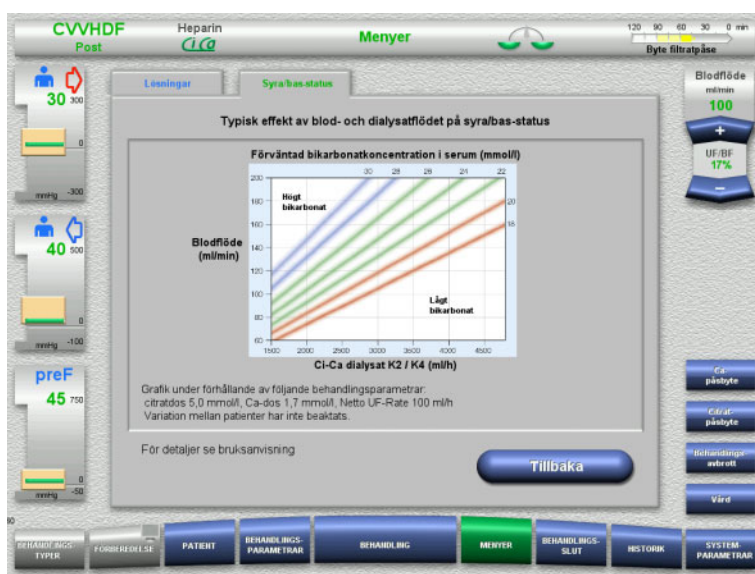 CVVHDF
Post
Heparin
CiCa
Menyer
120 90 60 30 0 min
Byte filtratpåse
30 300
0
mmHg -300
40 500
0
mmHg -100
preF
45 750
0
mmHg -50
Lösningar
Syra/bas-status
Typisk effekt av blod- och dialysatflödet på syra/bas-status
Förväntad bikarbonatkoncentration i serum (mmol/l)
30 28 26 24 22
20
18
Högt
bikarbonat
Lågt
bikarbonat
Blodflöde
(ml/min)
200
180
160
140
120
100
80
60
1500 2000 2500 3000 3500 4000 4500
Ci-Ca dialysat K2 / K4 (ml/h)
Grafik under förhållande av följande behandlingsparametrar:
citratdos 5,0 mmol/l, Ca-dos 1,7 mmol/l, Netto UF-Rate 100 ml/h
Variation mellan patienter har inte beaktats.
För detaljer se bruksanvisning
Tillbaka
Blodflöde
ml/min
100
+
UF/BF
17%
−
Ca-
påsbyte
Citrat-
påsbyte
Behandlings-
avbrott
Vård
BEHANDLINGS-
TYPER
FÖRBEREDELSE
PATIENT
BEHANDLINGS-
PARAMETRAR
BEHANDLING
MENYER
BEHANDLINGS-
SLUT
HISTORIK
SYSTEM-
PARAMETRAR